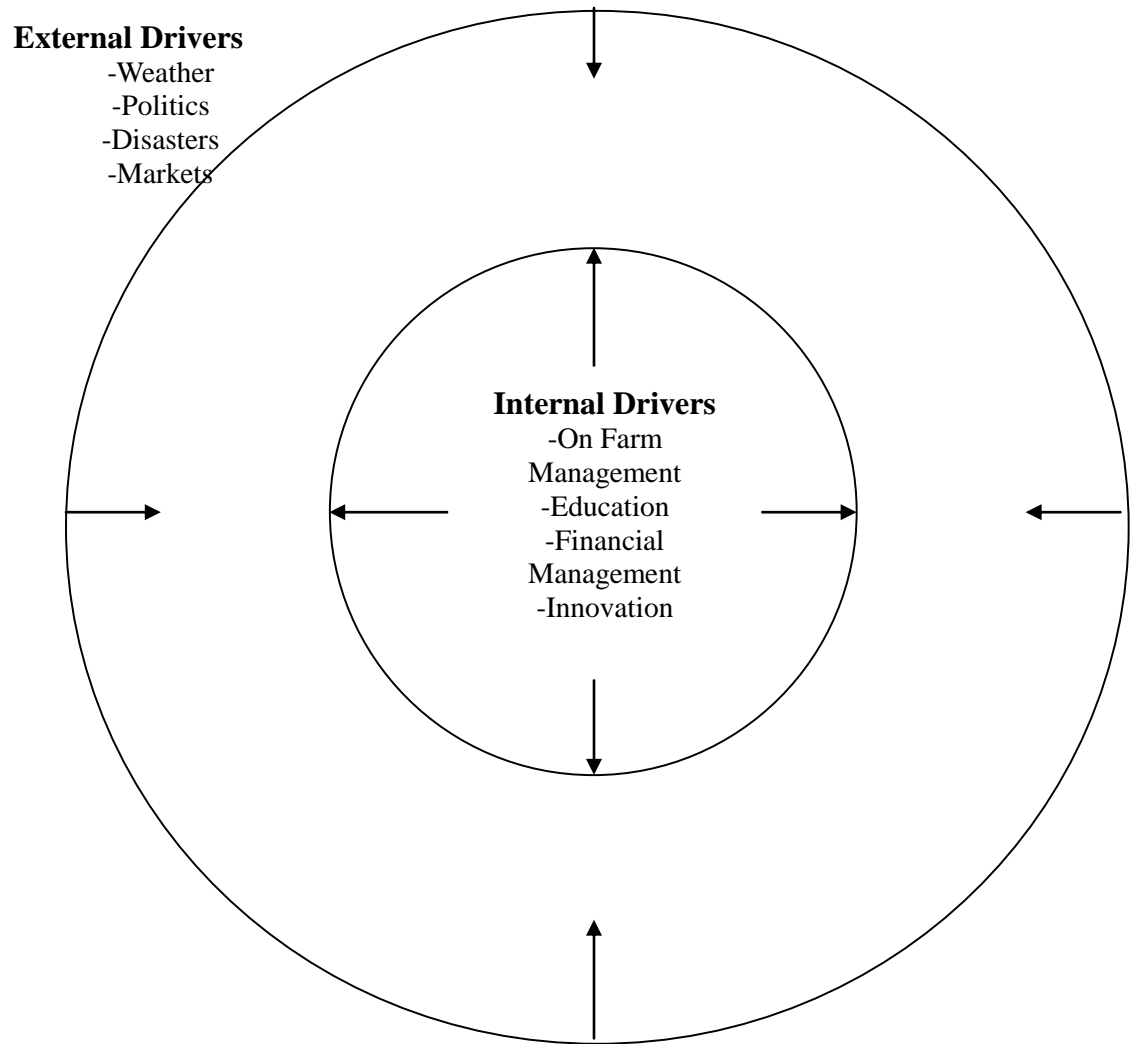 External Drivers
-Weather
-Politics
-Disasters
-Markets
Internal Drivers
-On Farm
Management
-Education
-Financial
Management
-Innovation